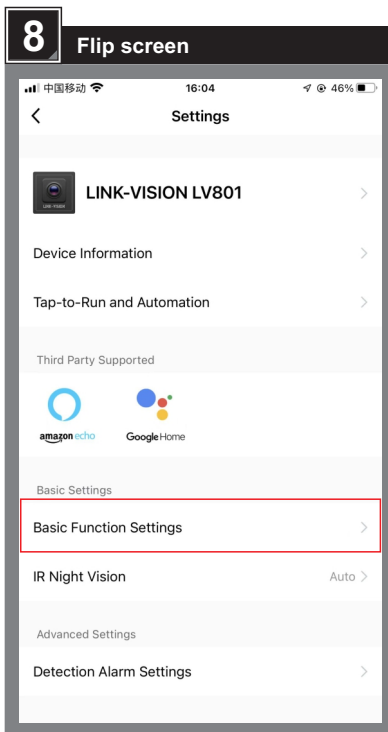 8 Flip screen
中国移动 16:04 46%
Settings
LINK-VISION LV801
Device Information
Tap-to-Run and Automation
Third Party Supported
amazon echo Google Home
Basic Settings
Basic Function Settings
IR Night Vision Auto
Advanced Settings
Detection Alarm Settings